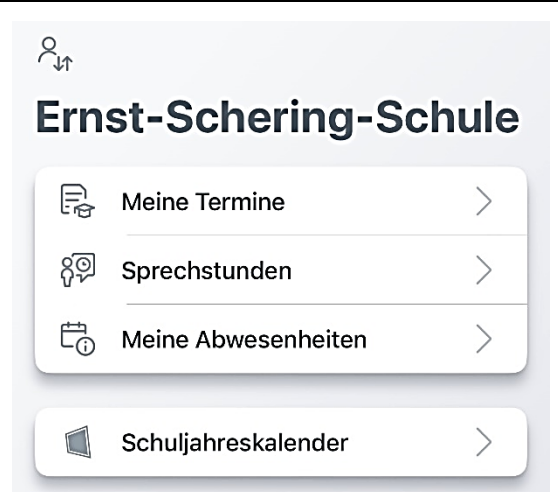 Ernst-Schering-Schule
Meine Termine
Sprechstunden
Meine Abwesenheiten
Schuljahreskalender